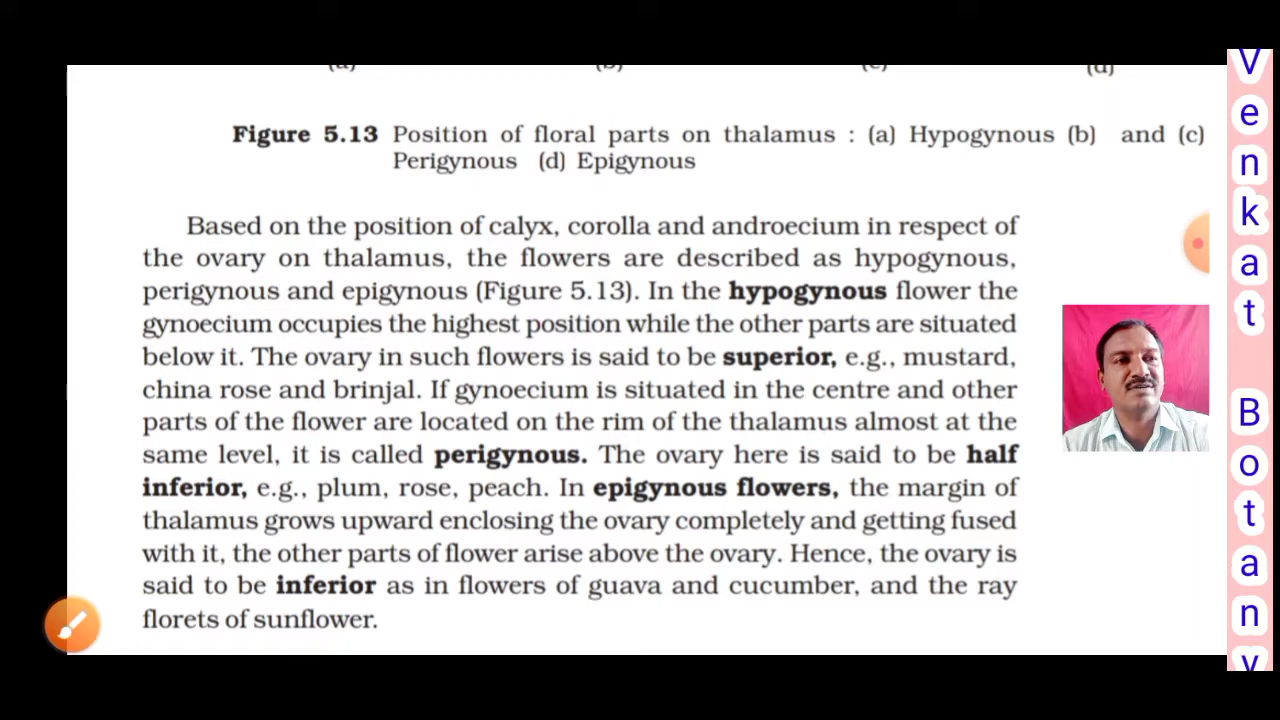 (a) (b) (c) (d)
Figure 5.13 Position of floral parts on thalamus : (a) Hypogynous (b) and (c)
Perigynous (d) Epigynous
Based on the position of calyx, corolla and androecium in respect of
the ovary on thalamus, the flowers are described as hypogynous,
perigynous and epigynous (Figure 5.13). In the hypogynous flower the
gynoecium occupies the highest position while the other parts are situated
below it. The ovary in such flowers is said to be superior, e.g., mustard,
china rose and brinjal. If gynoecium is situated in the centre and other
parts of the flower are located on the rim of the thalamus almost at the
same level, it is called perigynous. The ovary here is said to be half
inferior, e.g., plum, rose, peach. In epigynous flowers, the margin of
thalamus grows upward enclosing the ovary completely and getting fused
with it, the other parts of flower arise above the ovary. Hence, the ovary is
said to be inferior as in flowers of guava and cucumber, and the ray
florets of sunflower.
Venkat Botany